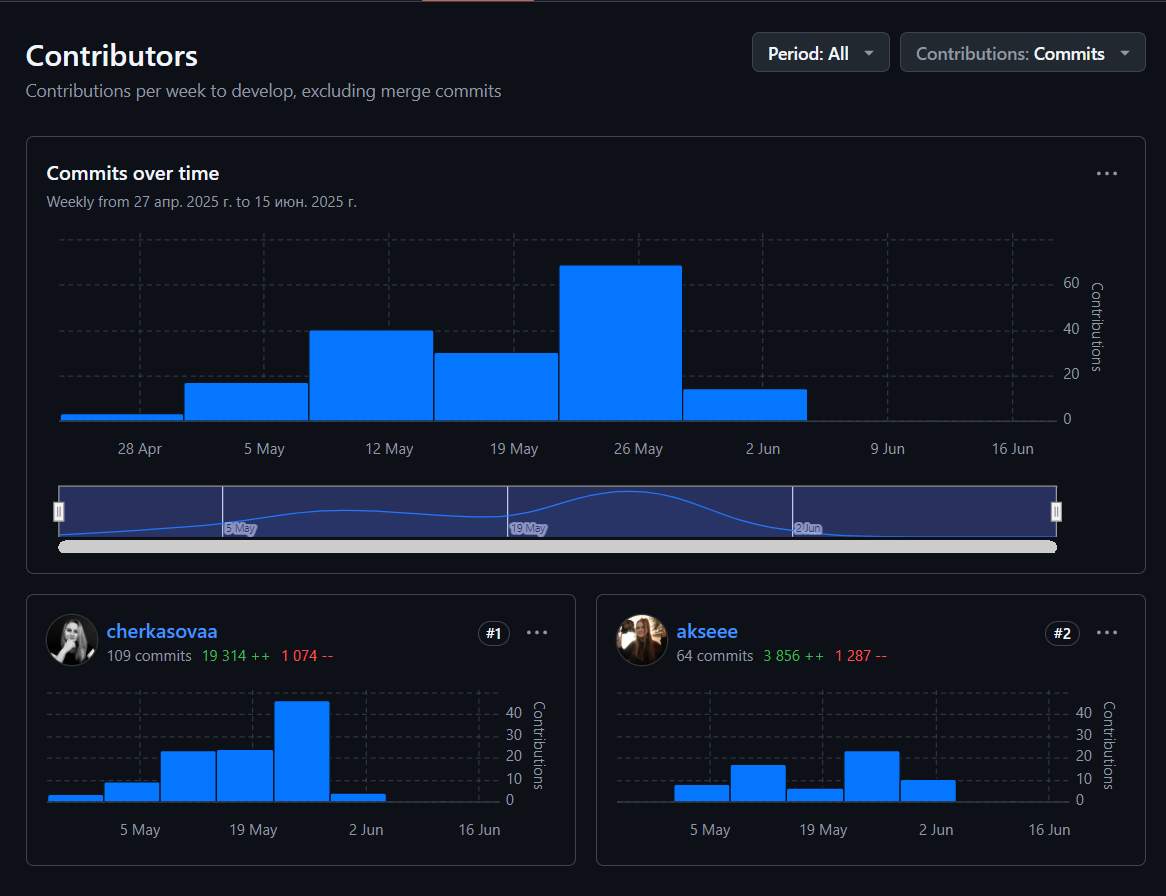 Contributors
Period: All
Contributions: Commits
Contributions per week to develop, excluding merge commits
Commits over time
Weekly from 27 апр. 2025 г. to 15 июн. 2025 г.
60
40
20
0
Contributions
28 Apr 5 May 12 May 19 May 26 May 2 Jun 9 Jun 16 Jun
5 May 19 May 2 Jun
cherkasovaa
#1
109 commits 19 314 ++ 1 074 --
40
30
20
10
0
Contributions
5 May 19 May 2 Jun 16 Jun
akseee
#2
64 commits 3 856 ++ 1 287 --
40
30
20
10
0
Contributions
5 May 19 May 2 Jun 16 Jun